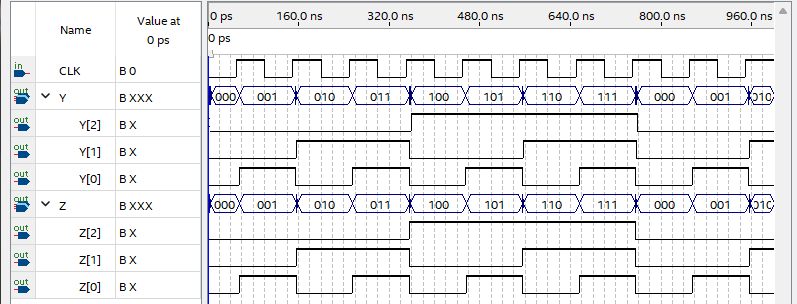 Name
Value at
0 ps
0 ps 160.0 ns 320.0 ns 480.0 ns 640.0 ns 800.0 ns 960.0 ns
0 ps
in CLK B 0
out Y B XXX 000 001 010 011 100 101 110 111 000 001 010
out Y[2] B X
out Y[1] B X
out Y[0] B X
out Z B XXX 000 001 010 011 100 101 110 111 000 001 010
out Z[2] B X
out Z[1] B X
out Z[0] B X